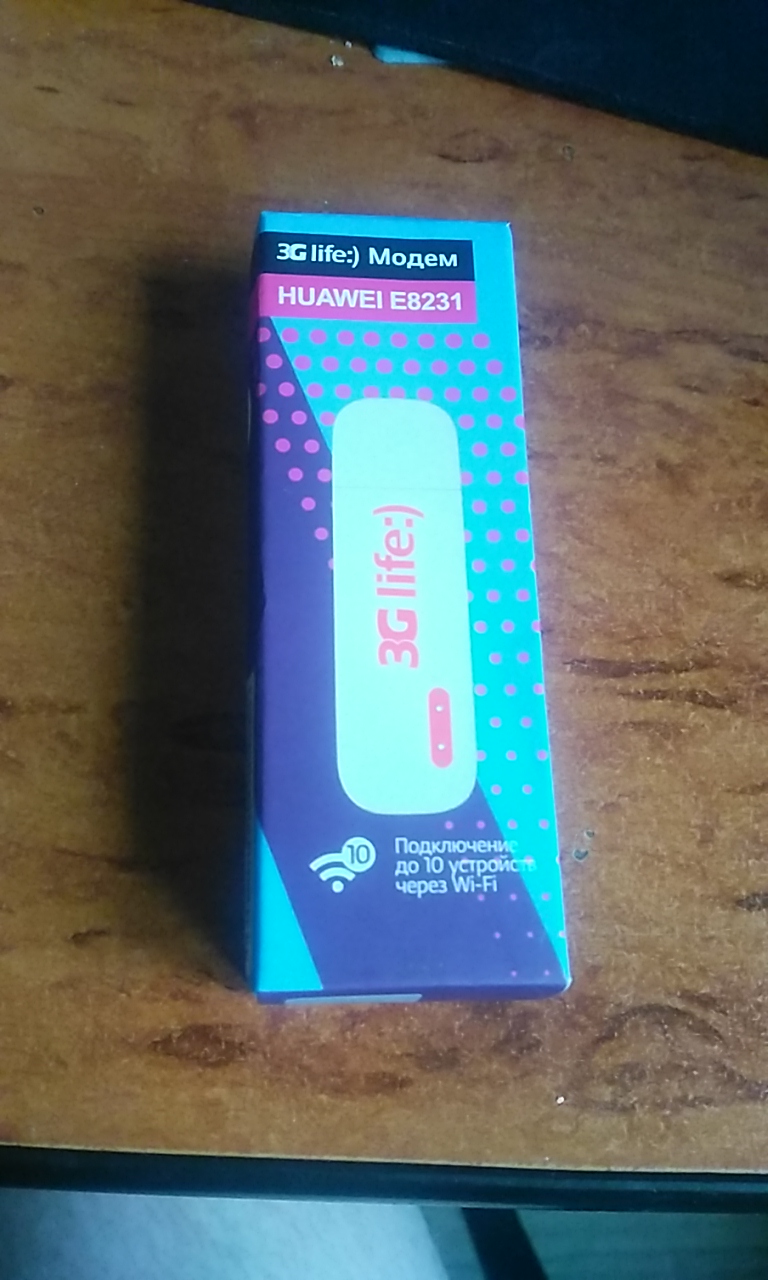 3G life:) Модем
HUAWEI E8231
3G life:)
10
Подключение
до 10 устройств
через Wi-Fi